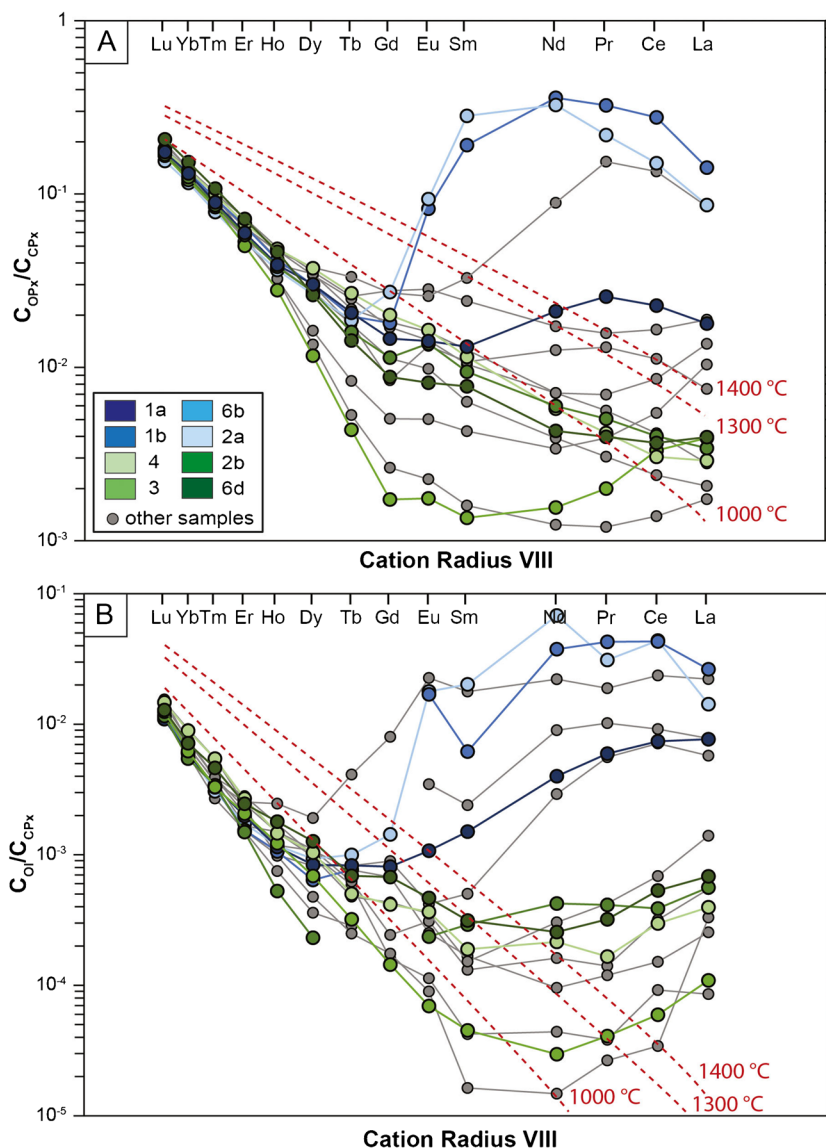 A
Lu Yb Tm Er Ho Dy Tb Gd Eu Sm Nd Pr Ce La
1
10-1
10-2
10-3
COPx/CCPx
1400 °C
1300 °C
1000 °C
1a 6b
1b 2a
4 2b
3 6d
other samples
Cation Radius VIII
B
Lu Yb Tm Er Ho Dy Tb Gd Eu Sm Nd Pr Ce La
10-1
10-2
10-3
10-4
10-5
COl/CCPx
1400 °C
1000 °C
1300 °C
Cation Radius VIII